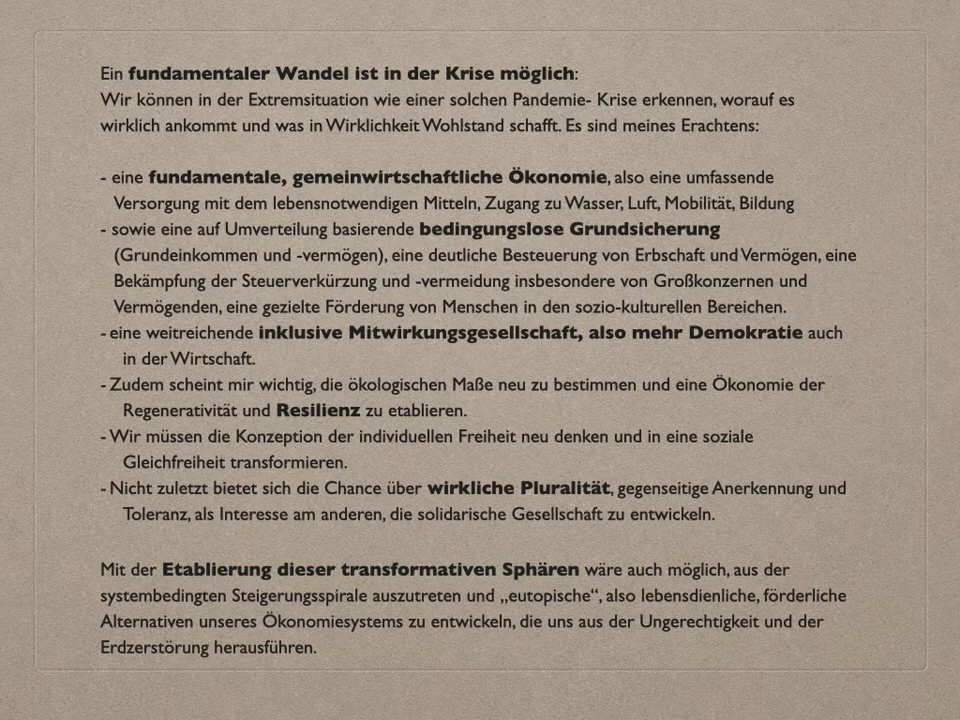 Ein fundamentaler Wandel ist in der Krise möglich:
Wir können in der Extremsituation wie einer solchen Pandemie- Krise erkennen, worauf es
wirklich ankommt und was in Wirklichkeit Wohlstand schafft. Es sind meines Erachtens:
- eine fundamentale, gemeinwirtschaftliche Ökonomie, also eine umfassende
Versorgung mit dem lebensnotwendigen Mitteln, Zugang zu Wasser, Luft, Mobilität, Bildung
- sowie eine auf Umverteilung basierende bedingungslose Grundsicherung
(Grundeinkommen und -vermögen), eine deutliche Besteuerung von Erbschaft und Vermögen, eine
Bekämpfung der Steuerverkürzung und -vermeidung insbesondere von Großkonzernen und
Vermögenden, eine gezielte Förderung von Menschen in den sozio-kulturellen Bereichen.
- eine weitreichende inklusive Mitwirkungsgesellschaft, also mehr Demokratie auch
in der Wirtschaft.
- Zudem scheint mir wichtig, die ökologischen Maße neu zu bestimmen und eine Ökonomie der
Regenerativität und Resilienz zu etablieren.
- Wir müssen die Konzeption der individuellen Freiheit neu denken und in eine soziale
Gleichfreiheit transformieren.
- Nicht zuletzt bietet sich die Chance über wirkliche Pluralität, gegenseitige Anerkennung und
Toleranz, als Interesse am anderen, die solidarische Gesellschaft zu entwickeln.
Mit der Etablierung dieser transformativen Sphären wäre auch möglich, aus der
systembedingten Steigerungsspirale auszutreten und „eutopische“, also lebensdienliche, förderliche
Alternativen unseres Ökonomiesystems zu entwickeln, die uns aus der Ungerechtigkeit und der
Erdzerstörung herausführen.